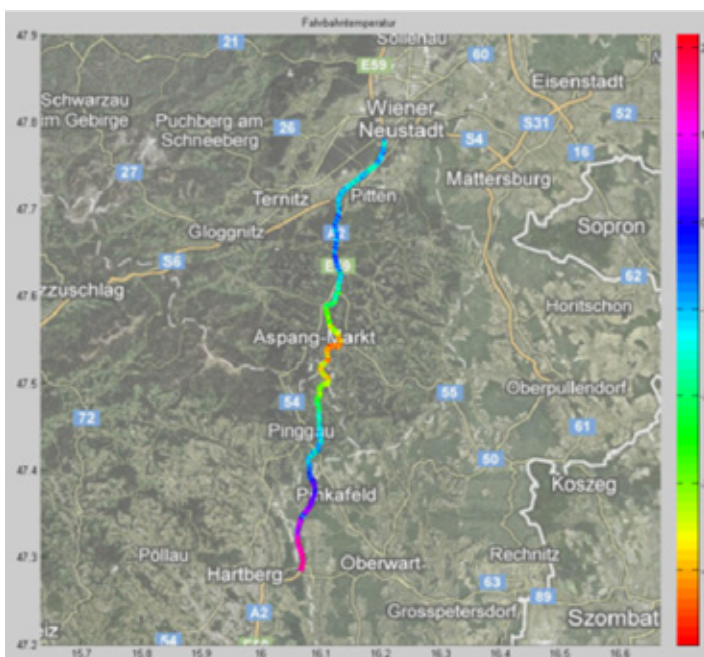 Fahrbahntemperatur
47.9
21
Sollenau
60
E59
Eisenstadt
Schwarzau
im Gebirge
Puchberg am
Schneeberg
Wiener
Neustadt
26
S31
52
47.8
S4
16
27
Mattersburg
Ternitz
Pitten
47.7
Gloggnitz
A2
Sopron
S6
62
zzuschlag
47.6
Horitschon
Aspang-Markt
47.5
54
55
Oberpullendorf
72
61
Pinggau
50
47.4
Koszeg
Pinkafeld
47.3
Pöllau
Hartberg
Oberwart
Rechnitz
63
89
A2
Grosspetersdorf
Szombat
47.2
54
15.7
15.8
15.9
16
16.1
16.2
16.3
16.4
16.5
16.6